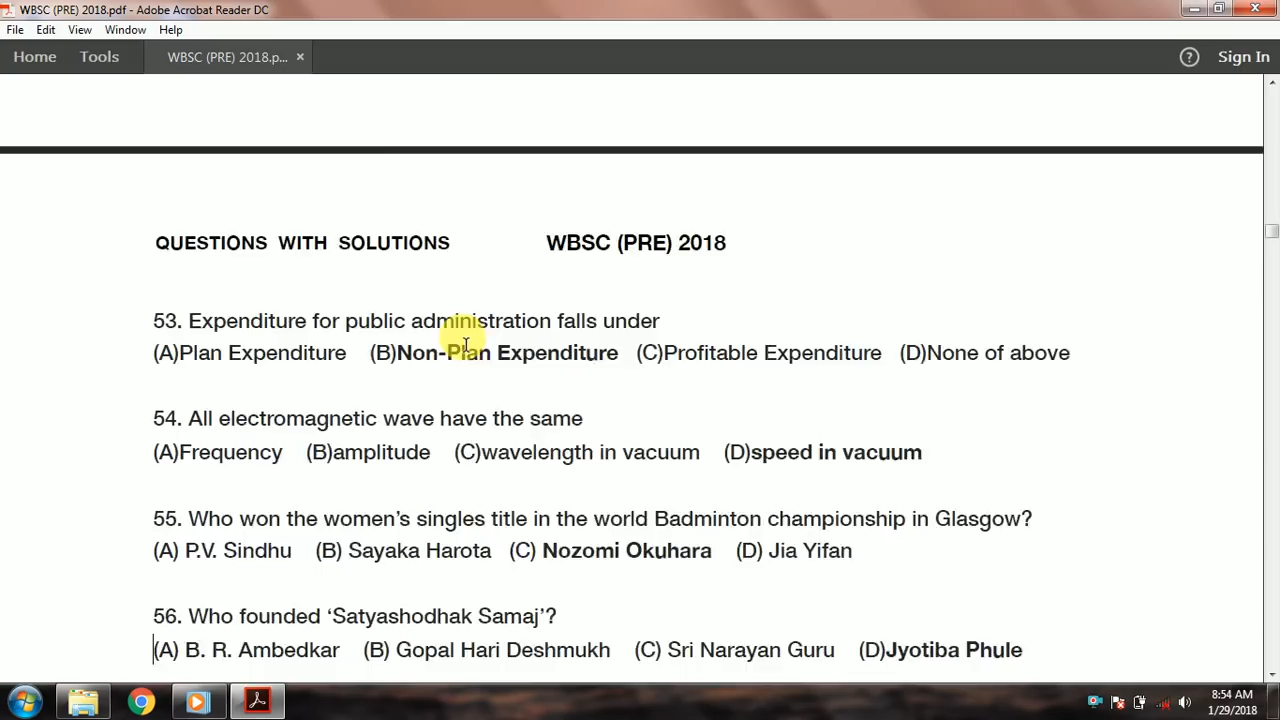 WBSC (PRE) 2018.pdf - Adobe Acrobat Reader DC
File Edit View Window Help
Home Tools WBSC (PRE) 2018.p... × ? Sign In
QUESTIONS WITH SOLUTIONS WBSC (PRE) 2018
53. Expenditure for public administration falls under
(A)Plan Expenditure (B)Non-Plan Expenditure (C)Profitable Expenditure (D)None of above
54. All electromagnetic wave have the same
(A)Frequency (B)amplitude (C)wavelength in vacuum (D)speed in vacuum
55. Who won the women’s singles title in the world Badminton championship in Glasgow?
(A) P.V. Sindhu (B) Sayaka Harota (C) Nozomi Okuhara (D) Jia Yifan
56. Who founded ‘Satyashodhak Samaj’?
(A) B. R. Ambedkar (B) Gopal Hari Deshmukh (C) Sri Narayan Guru (D)Jyotiba Phule
8:54 AM
1/29/2018